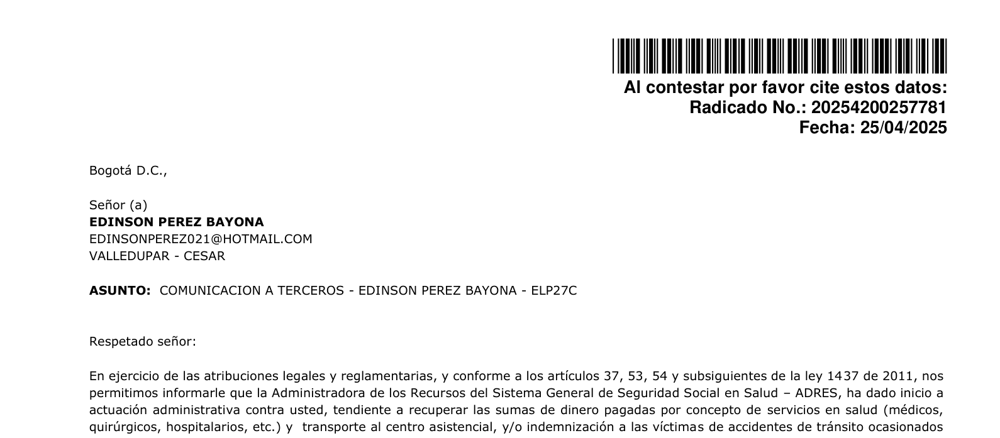 Al contestar por favor cite estos datos:
Radicado No.: 20254200257781
Fecha: 25/04/2025
Bogotá D.C.,
Señor (a)
EDINSON PEREZ BAYONA
EDINSONPEREZ021@HOTMAIL.COM
VALLEDUPAR - CESAR
ASUNTO: COMUNICACION A TERCEROS - EDINSON PEREZ BAYONA - ELP27C
Respetado señor:
En ejercicio de las atribuciones legales y reglamentarias, y conforme a los artículos 37, 53, 54 y subsiguientes de la ley 1437 de 2011, nos
permitimos informarle que la Administradora de los Recursos del Sistema General de Seguridad Social en Salud – ADRES, ha dado inicio a
actuación administrativa contra usted, tendiente a recuperar las sumas de dinero pagadas por concepto de servicios en salud (médicos,
quirúrgicos, hospitalarios, etc.) y transporte al centro asistencial, y/o indemnización a las víctimas de accidentes de tránsito ocasionados